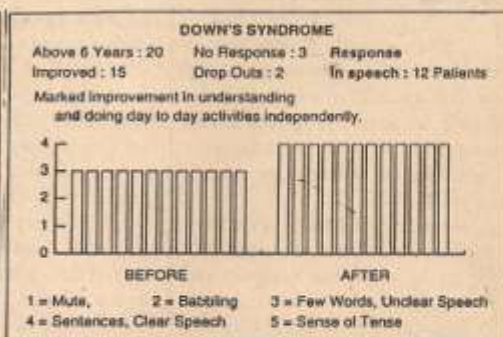 DOWN'S SYNDROME
Above 6 Years : 20 No Response : 3 Response
Improved : 15 Drop Outs : 2 In speech : 12 Patients
Marked improvement in understanding
and doing day to day activities independently.
4
3
2
1
0
BEFORE AFTER
1 = Mute, 2 = Babbling 3 = Few Words, Unclear Speech
4 = Sentences, Clear Speech 5 = Sense of Tense